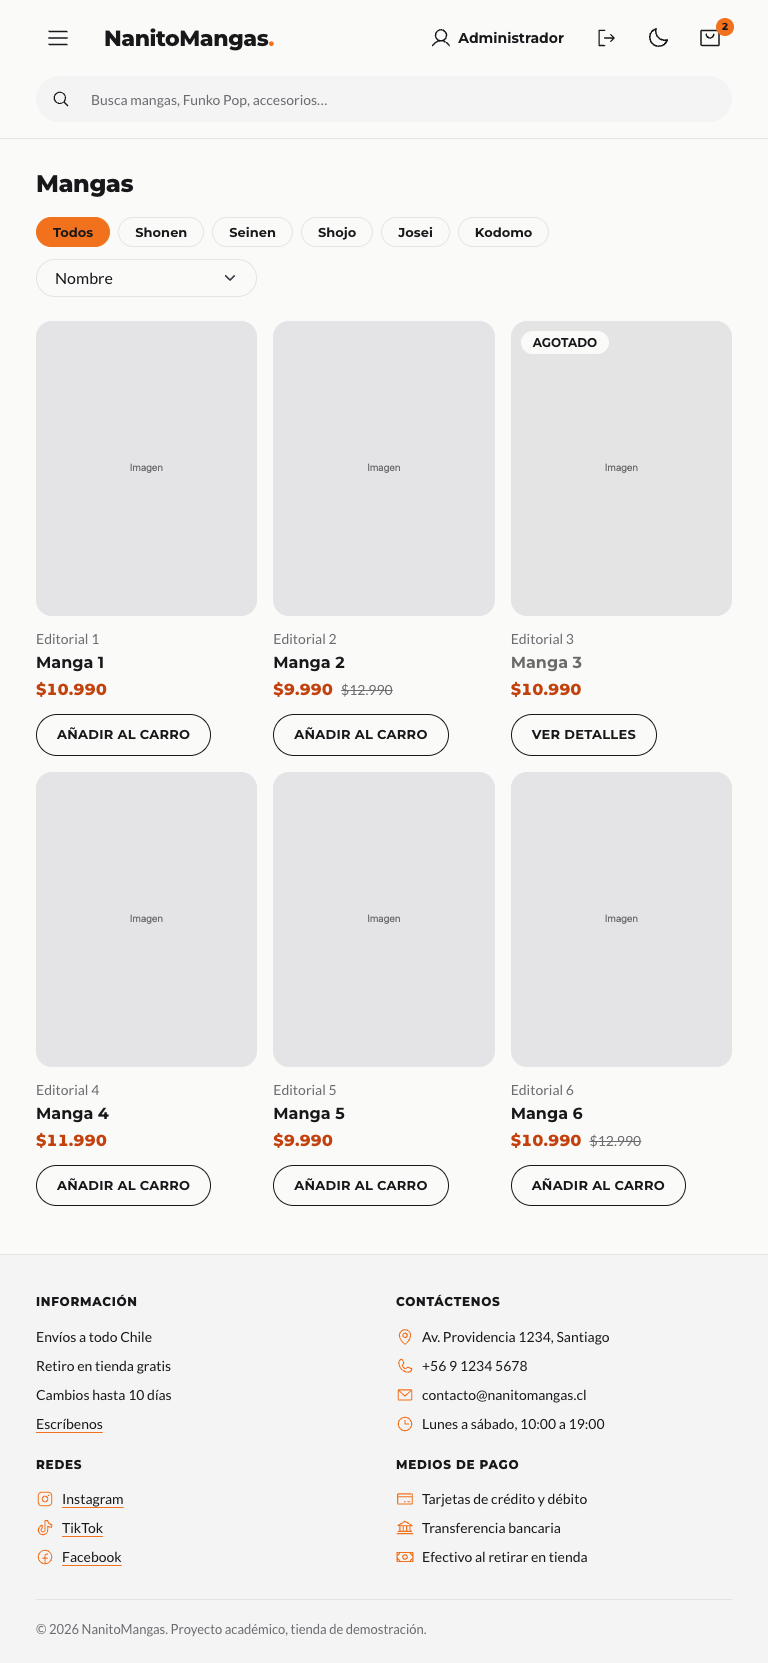 NanitoMangas.
Administrador
2
Busca mangas, Funko Pop, accesorios...
Mangas
Todos
Shonen
Seinen
Shojo
Josei
Kodomo
Nombre
Imagen
Imagen
AGOTADO
Imagen
Editorial 1
Manga 1
$10.990
AÑADIR AL CARRO
Editorial 2
Manga 2
$9.990 $12.990
AÑADIR AL CARRO
Editorial 3
Manga 3
$10.990
VER DETALLES
Imagen
Imagen
Imagen
Editorial 4
Manga 4
$11.990
AÑADIR AL CARRO
Editorial 5
Manga 5
$9.990
AÑADIR AL CARRO
Editorial 6
Manga 6
$10.990 $12.990
AÑADIR AL CARRO
INFORMACIÓN
Envíos a todo Chile
Retiro en tienda gratis
Cambios hasta 10 días
Escríbenos
CONTÁCTENOS
Av. Providencia 1234, Santiago
+56 9 1234 5678
contacto@nanitomangas.cl
Lunes a sábado, 10:00 a 19:00
REDES
Instagram
TikTok
Facebook
MEDIOS DE PAGO
Tarjetas de crédito y débito
Transferencia bancaria
Efectivo al retirar en tienda
© 2026 NanitoMangas. Proyecto académico, tienda de demostración.